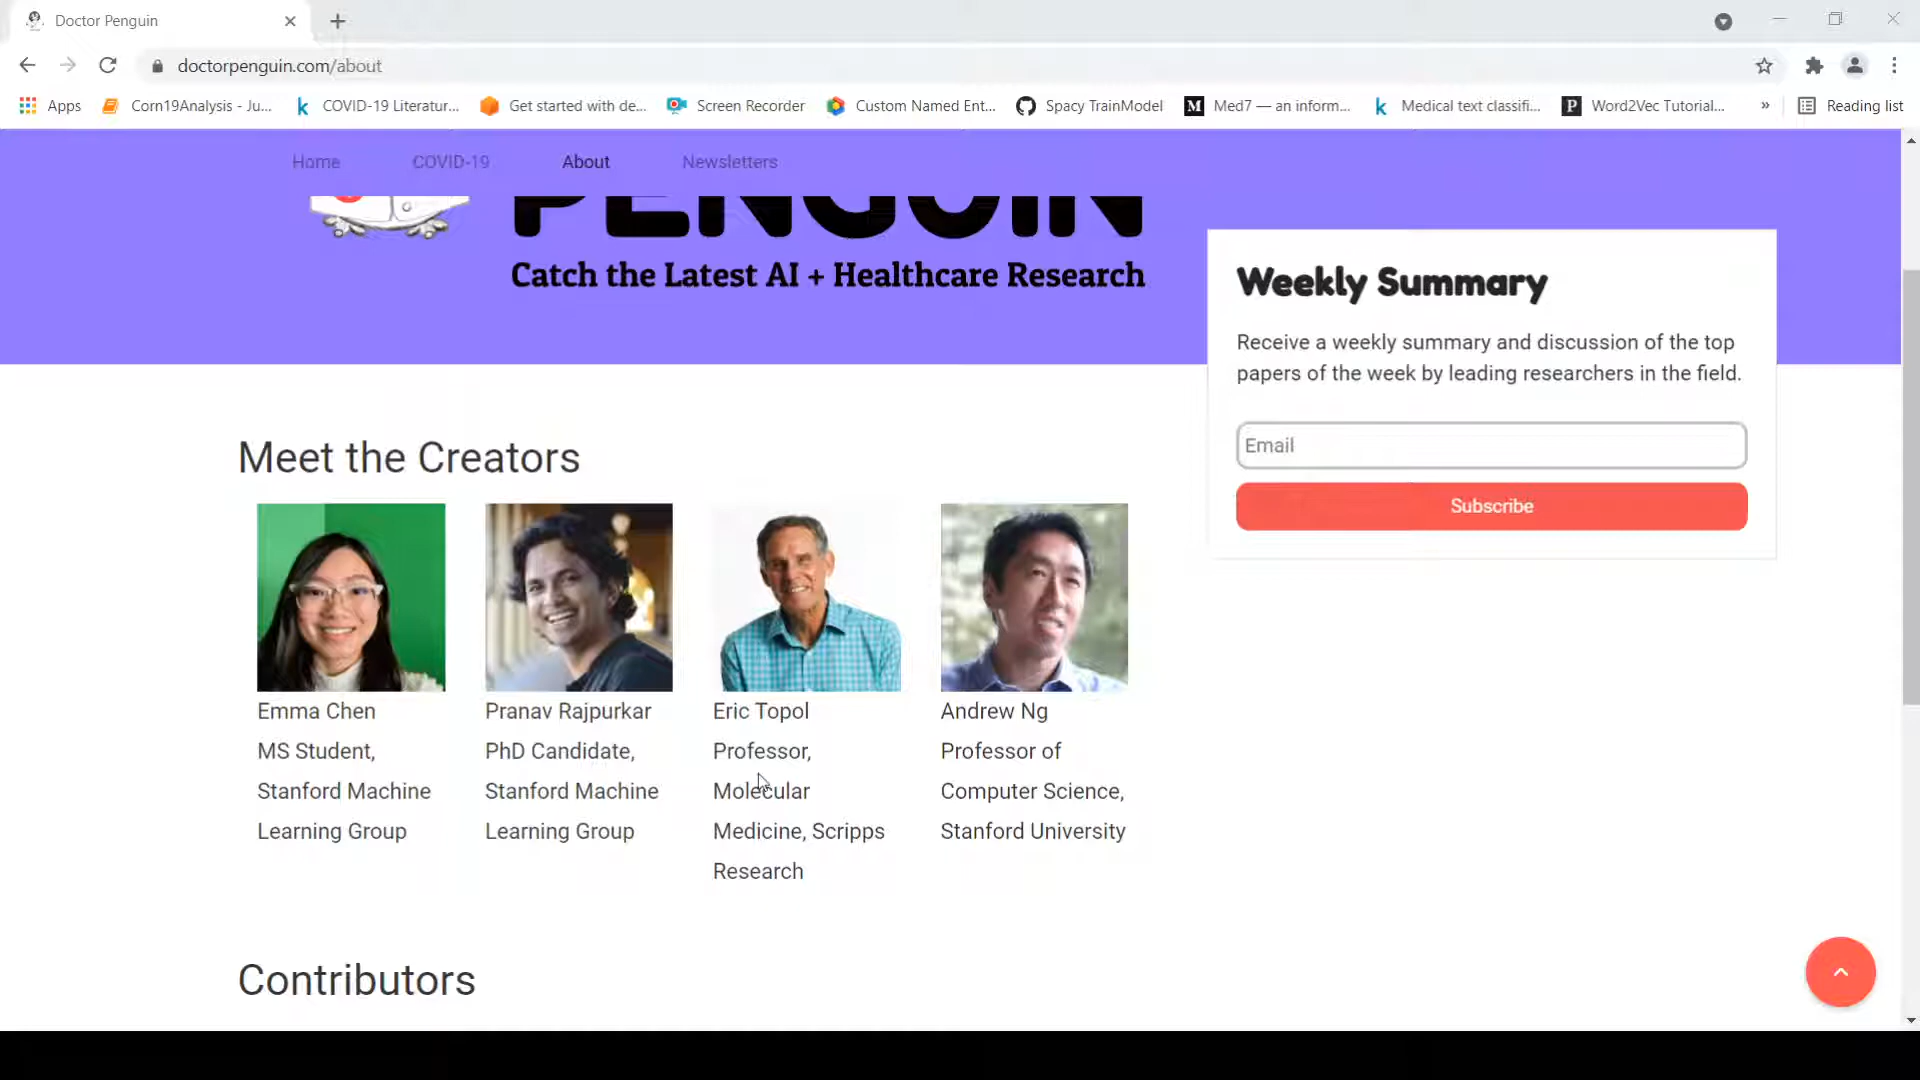 Doctor Penguin
doctorpenguin.com/about
Apps
Corn19Analysis - Ju...
COVID-19 Literatur...
Get started with de...
Screen Recorder
Custom Named Ent...
Spacy TrainModel
Med7 — an inform...
Medical text classifi...
Word2Vec Tutorial...
»
Reading list
Home
COVID-19
About
Newsletters
PENGUIN
Catch the Latest AI + Healthcare Research
Weekly Summary
Receive a weekly summary and discussion of the top
papers of the week by leading researchers in the field.
Email
Subscribe
Meet the Creators
Emma Chen
MS Student,
Stanford Machine
Learning Group
Pranav Rajpurkar
PhD Candidate,
Stanford Machine
Learning Group
Eric Topol
Professor,
Molecular
Medicine, Scripps
Research
Andrew Ng
Professor of
Computer Science,
Stanford University
Contributors